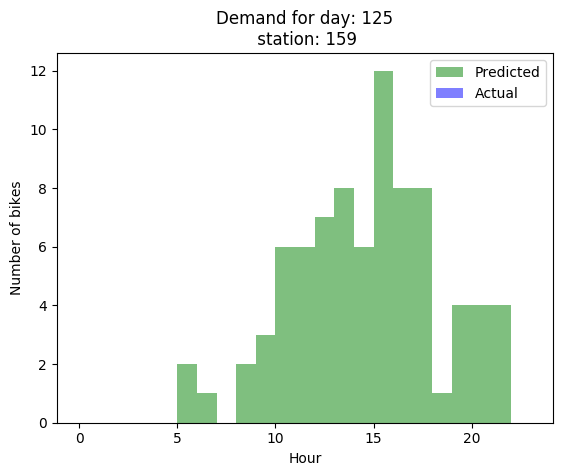 Demand for day: 125
station: 159
Predicted
Actual
12
10
8
6
4
2
0
Number of bikes
0
5
10
15
20
Hour